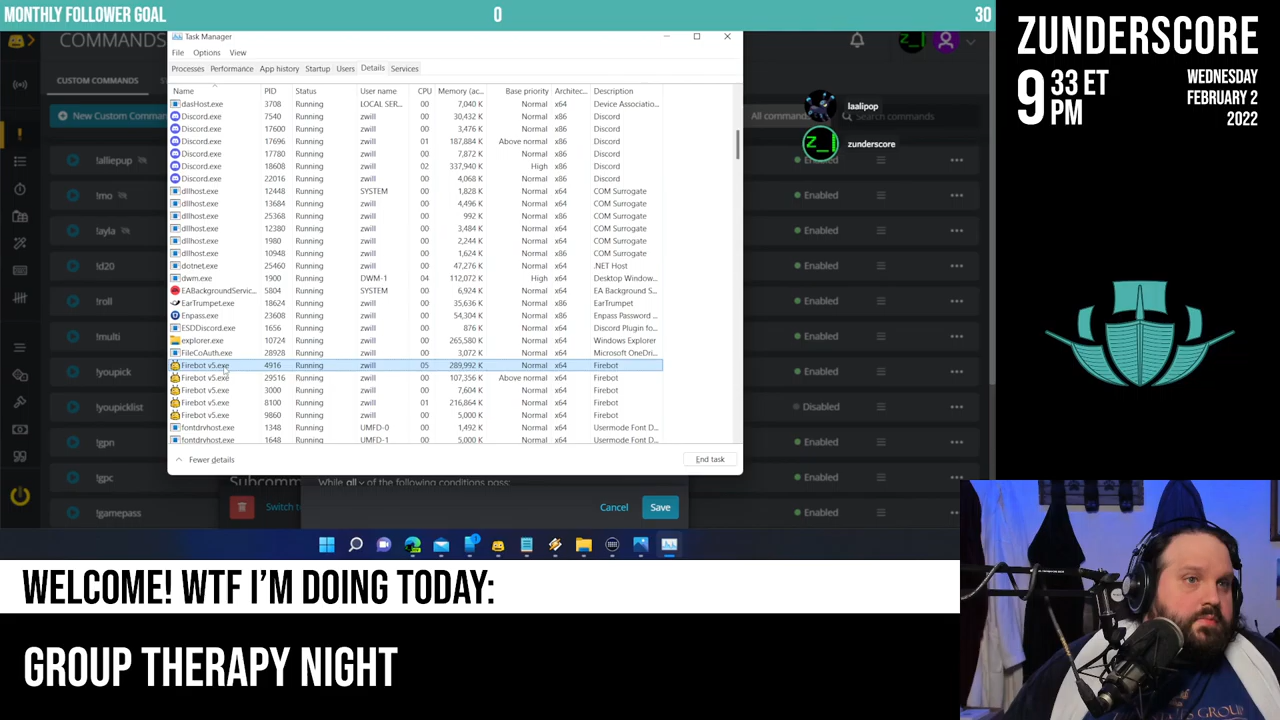 MONTHLY FOLLOWER GOAL 0 30
ZUNDERSCORE
9 33 ET PM
WEDNESDAY
FEBRUARY 2
2022
laalipop
zunderscore
COMMANDS
CUSTOM COMMANDS
New Custom Comman
All commands
Search commands
!alliepup Enabled
!mo Enabled
!ayla Enabled
!d20 Enabled
!roll Enabled
!multi Enabled
!youpick Enabled
!youpicklist Disabled
!gpn Enabled
!gpc Enabled
!gamepass Enabled
Task Manager
File Options View
Processes Performance App history Startup Users Details Services
Name PID Status User name CPU Memory (ac... Base priority Architec... Description
dasHost.exe 3708 Running LOCAL SER... 00 7,040 K Normal x64 Device Associatio...
Discord.exe 7540 Running zwill 00 30,432 K Normal x86 Discord
Discord.exe 17600 Running zwill 00 3,476 K Normal x86 Discord
Discord.exe 17696 Running zwill 01 187,884 K Above normal x86 Discord
Discord.exe 17780 Running zwill 00 7,872 K Normal x86 Discord
Discord.exe 18608 Running zwill 02 337,940 K High x86 Discord
Discord.exe 22016 Running zwill 00 4,068 K Normal x86 Discord
dllhost.exe 12448 Running SYSTEM 00 1,828 K Normal x64 COM Surrogate
dllhost.exe 13684 Running zwill 00 4,496 K Normal x64 COM Surrogate
dllhost.exe 25368 Running zwill 00 992 K Normal x86 COM Surrogate
dllhost.exe 12380 Running zwill 00 3,484 K Normal x64 COM Surrogate
dllhost.exe 1980 Running zwill 00 2,244 K Normal x64 COM Surrogate
dllhost.exe 10948 Running zwill 00 1,624 K Normal x86 COM Surrogate
dotnet.exe 25460 Running zwill 00 47,276 K Normal x64 .NET Host
dwm.exe 1900 Running DWM-1 04 112,072 K High x64 Desktop Window...
EABackgroundServic... 5804 Running SYSTEM 00 6,924 K Normal x64 EA Background S...
EarTrumpet.exe 18624 Running zwill 00 35,636 K Normal x86 EarTrumpet
Enpass.exe 23608 Running zwill 00 54,304 K Normal x86 Enpass Password ...
ESDDiscord.exe 1656 Running zwill 00 876 K Normal x64 Discord Plugin fo...
explorer.exe 10724 Running zwill 00 265,580 K Normal x64 Windows Explorer
FileCoAuth.exe 28928 Running zwill 00 3,072 K Normal x64 Microsoft OneDri...
Firebot v5.exe 4916 Running zwill 05 289,992 K Normal x64 Firebot
Firebot v5.exe 29516 Running zwill 00 107,356 K Above normal x64 Firebot
Firebot v5.exe 3000 Running zwill 00 7,604 K Normal x64 Firebot
Firebot v5.exe 8100 Running zwill 01 216,864 K Normal x64 Firebot
Firebot v5.exe 9860 Running zwill 00 5,000 K Normal x64 Firebot
fontdrvhost.exe 1348 Running UMFD-0 00 1,492 K Normal x64 Usermode Font D...
fontdrvhost.exe 1648 Running UMFD-1 00 5,000 K Normal x64 Usermode Font D...
Fewer details End task
Subcomm
While all of the following conditions pass:
Switch t
Cancel Save
WELCOME! WTF I'M DOING TODAY:
GROUP THERAPY NIGHT